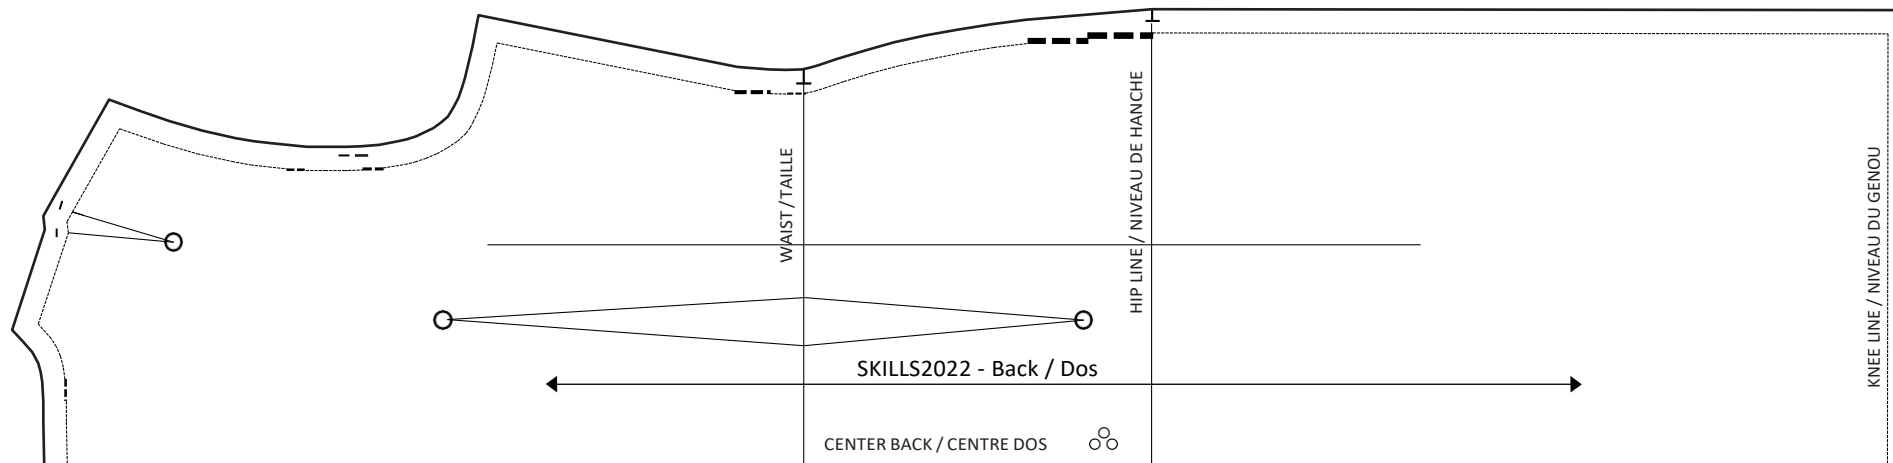 WAIST / TAILLE
HIP LINE / NIVEAU DE HANCHE
KNEE LINE / NIVEAU DU GENOU
SKILLS2022 - Back / Dos
CENTER BACK / CENTRE DOS